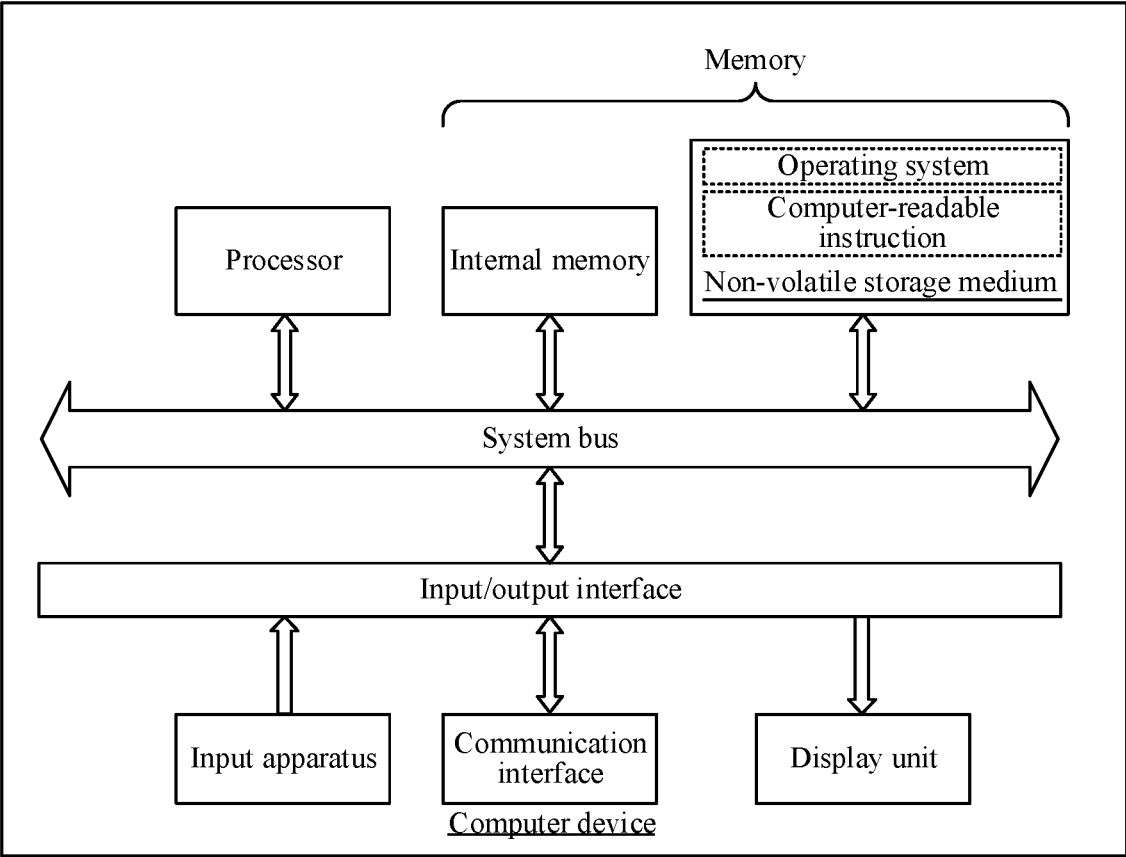 Memory
Operating system
Computer-readable
instruction
Non-volatile storage medium
Processor
Internal memory
System bus
Input/output interface
Input apparatus
Communication
interface
Display unit
Computer device